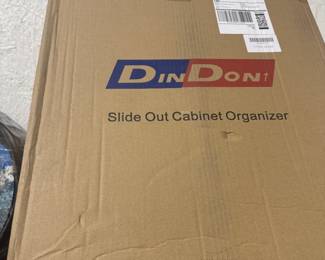 DINDON↑
Slide Out Cabinet Organizer